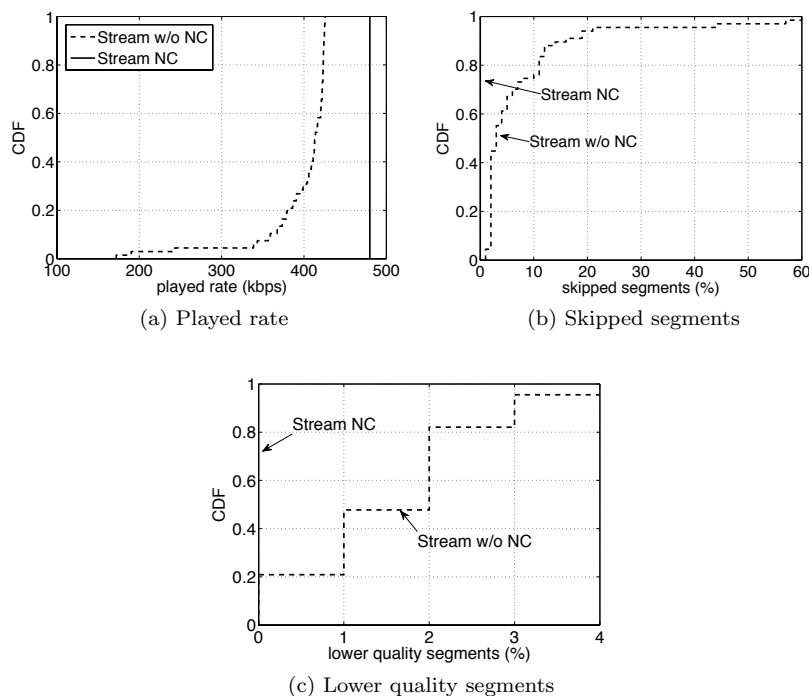 Stream w/o NC
Stream NC
1
0.8
0.6
0.4
0.2
0
CDF
100
200
300
400
500
played rate (kbps)
(a) Played rate
1
0.8
0.6
0.4
0.2
0
CDF
Stream NC
Stream w/o NC
0
10
20
30
40
50
60
skipped segments (%)
(b) Skipped segments
1
0.8
0.6
0.4
0.2
0
CDF
Stream NC
Stream w/o NC
0
1
2
3
4
lower quality segments (%)
(c) Lower quality segments